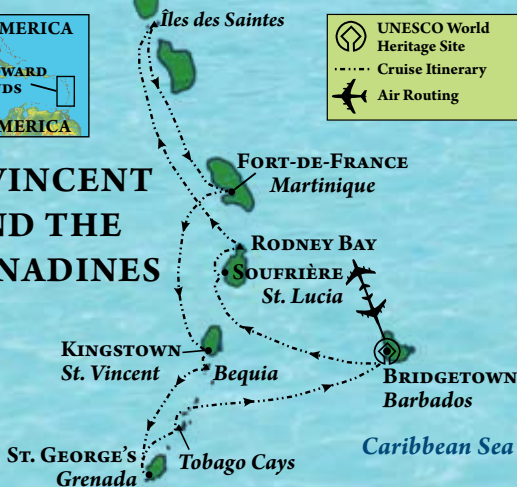 MERICA
WARD
DS
MERICA
UNESCO World
Heritage Site
Cruise Itinerary
Air Routing
Îles des Saintes
VINCENT
ND THE
NADINES
Fort-de-France
Martinique
Rodney Bay
Soufrière
St. Lucia
Kingstown
St. Vincent
Bequia
Bridgetown
Barbados
Caribbean Sea
St. George's
Grenada
Tobago Cays